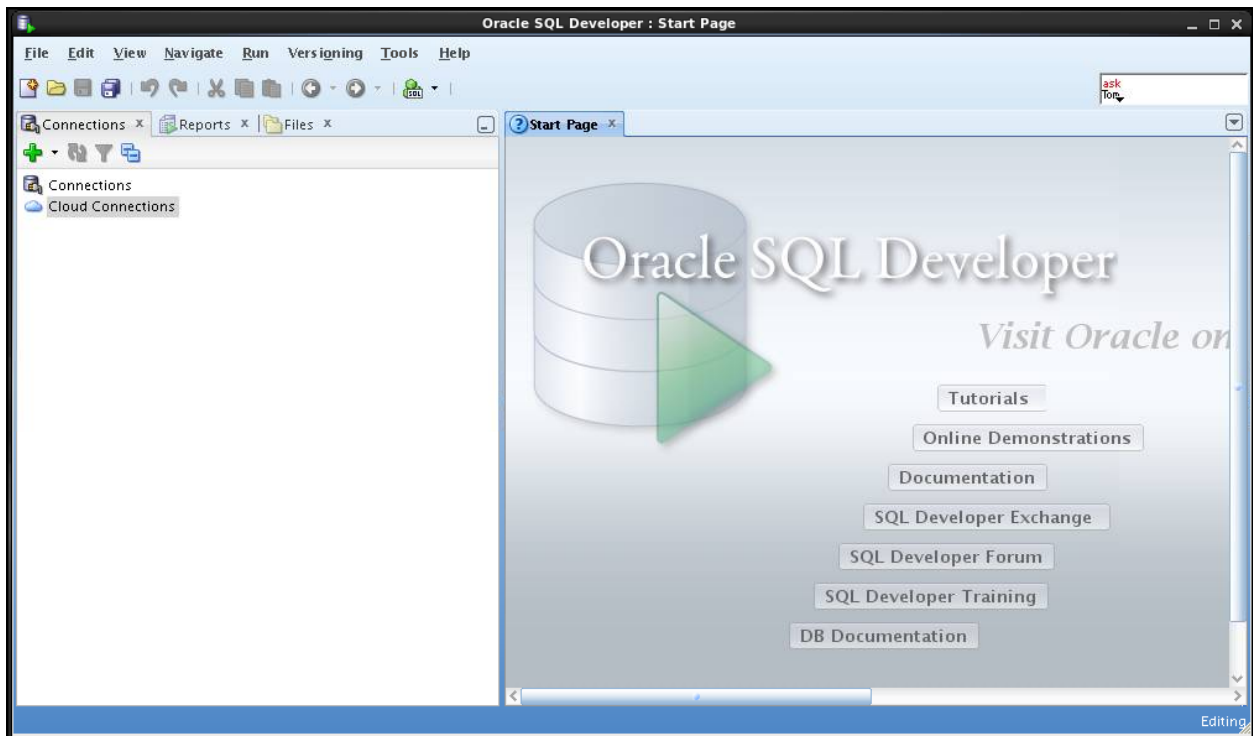 Oracle SQL Developer : Start Page
File Edit View Navigate Run Versioning Tools Help
SQL
ask
Tom
Connections x Reports x Files x
Start Page x
Connections
Cloud Connections
Oracle SQL Developer
Visit Oracle on
Tutorials
Online Demonstrations
Documentation
SQL Developer Exchange
SQL Developer Forum
SQL Developer Training
DB Documentation
Editing